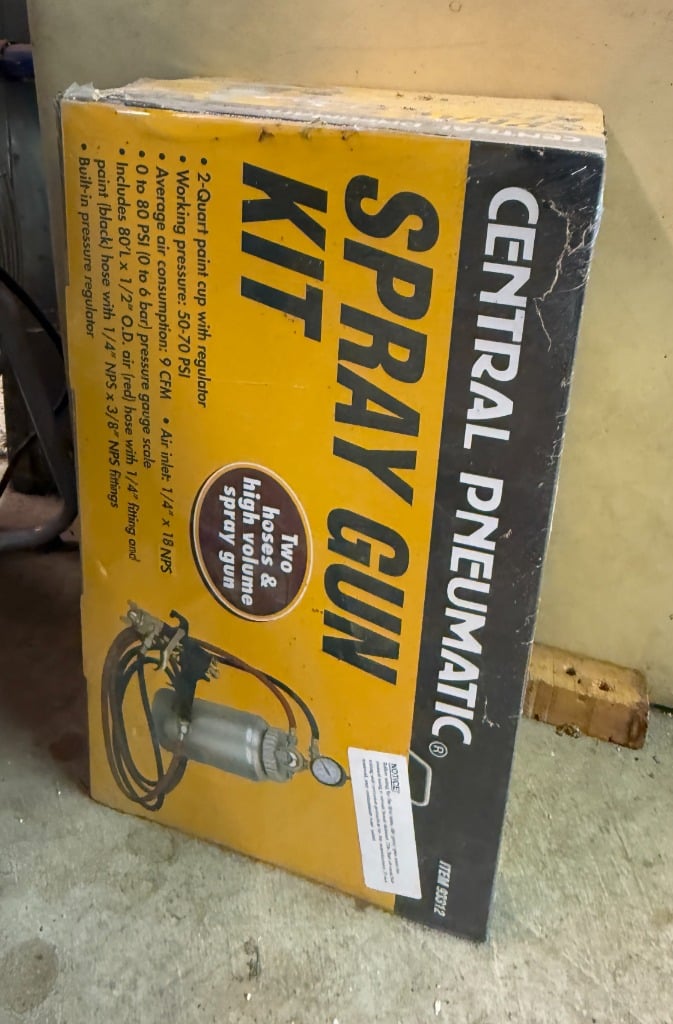 CENTRAL PNEUMATIC®
SPRAY GUN
KIT
• 2-Quart paint cup with regulator
• Working pressure: 50-70 PSI
• Average air consumption: 9 CFM • Air inlet: 1/4" x 18 NPS
• 0 to 80 PSI (0 to 6 bar) pressure gauge scale
• Includes 80"L x 1/2" O.D. air (red) hose with 1/4" fitting and
paint (black) hose with 1/4" NPS x 3/8" NPS fittings
• Built-in pressure regulator
Two
hoses &
high volume
spray gun
NOTICE:
ITEM 93312